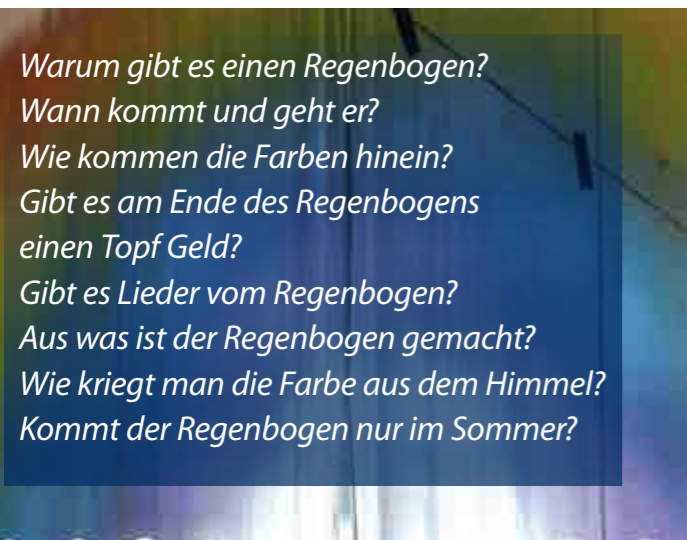 Warum gibt es einen Regenbogen?
Wann kommt und geht er?
Wie kommen die Farben hinein?
Gibt es am Ende des Regenbogens
einen Topf Geld?
Gibt es Lieder vom Regenbogen?
Aus was ist der Regenbogen gemacht?
Wie kriegt man die Farbe aus dem Himmel?
Kommt der Regenbogen nur im Sommer?